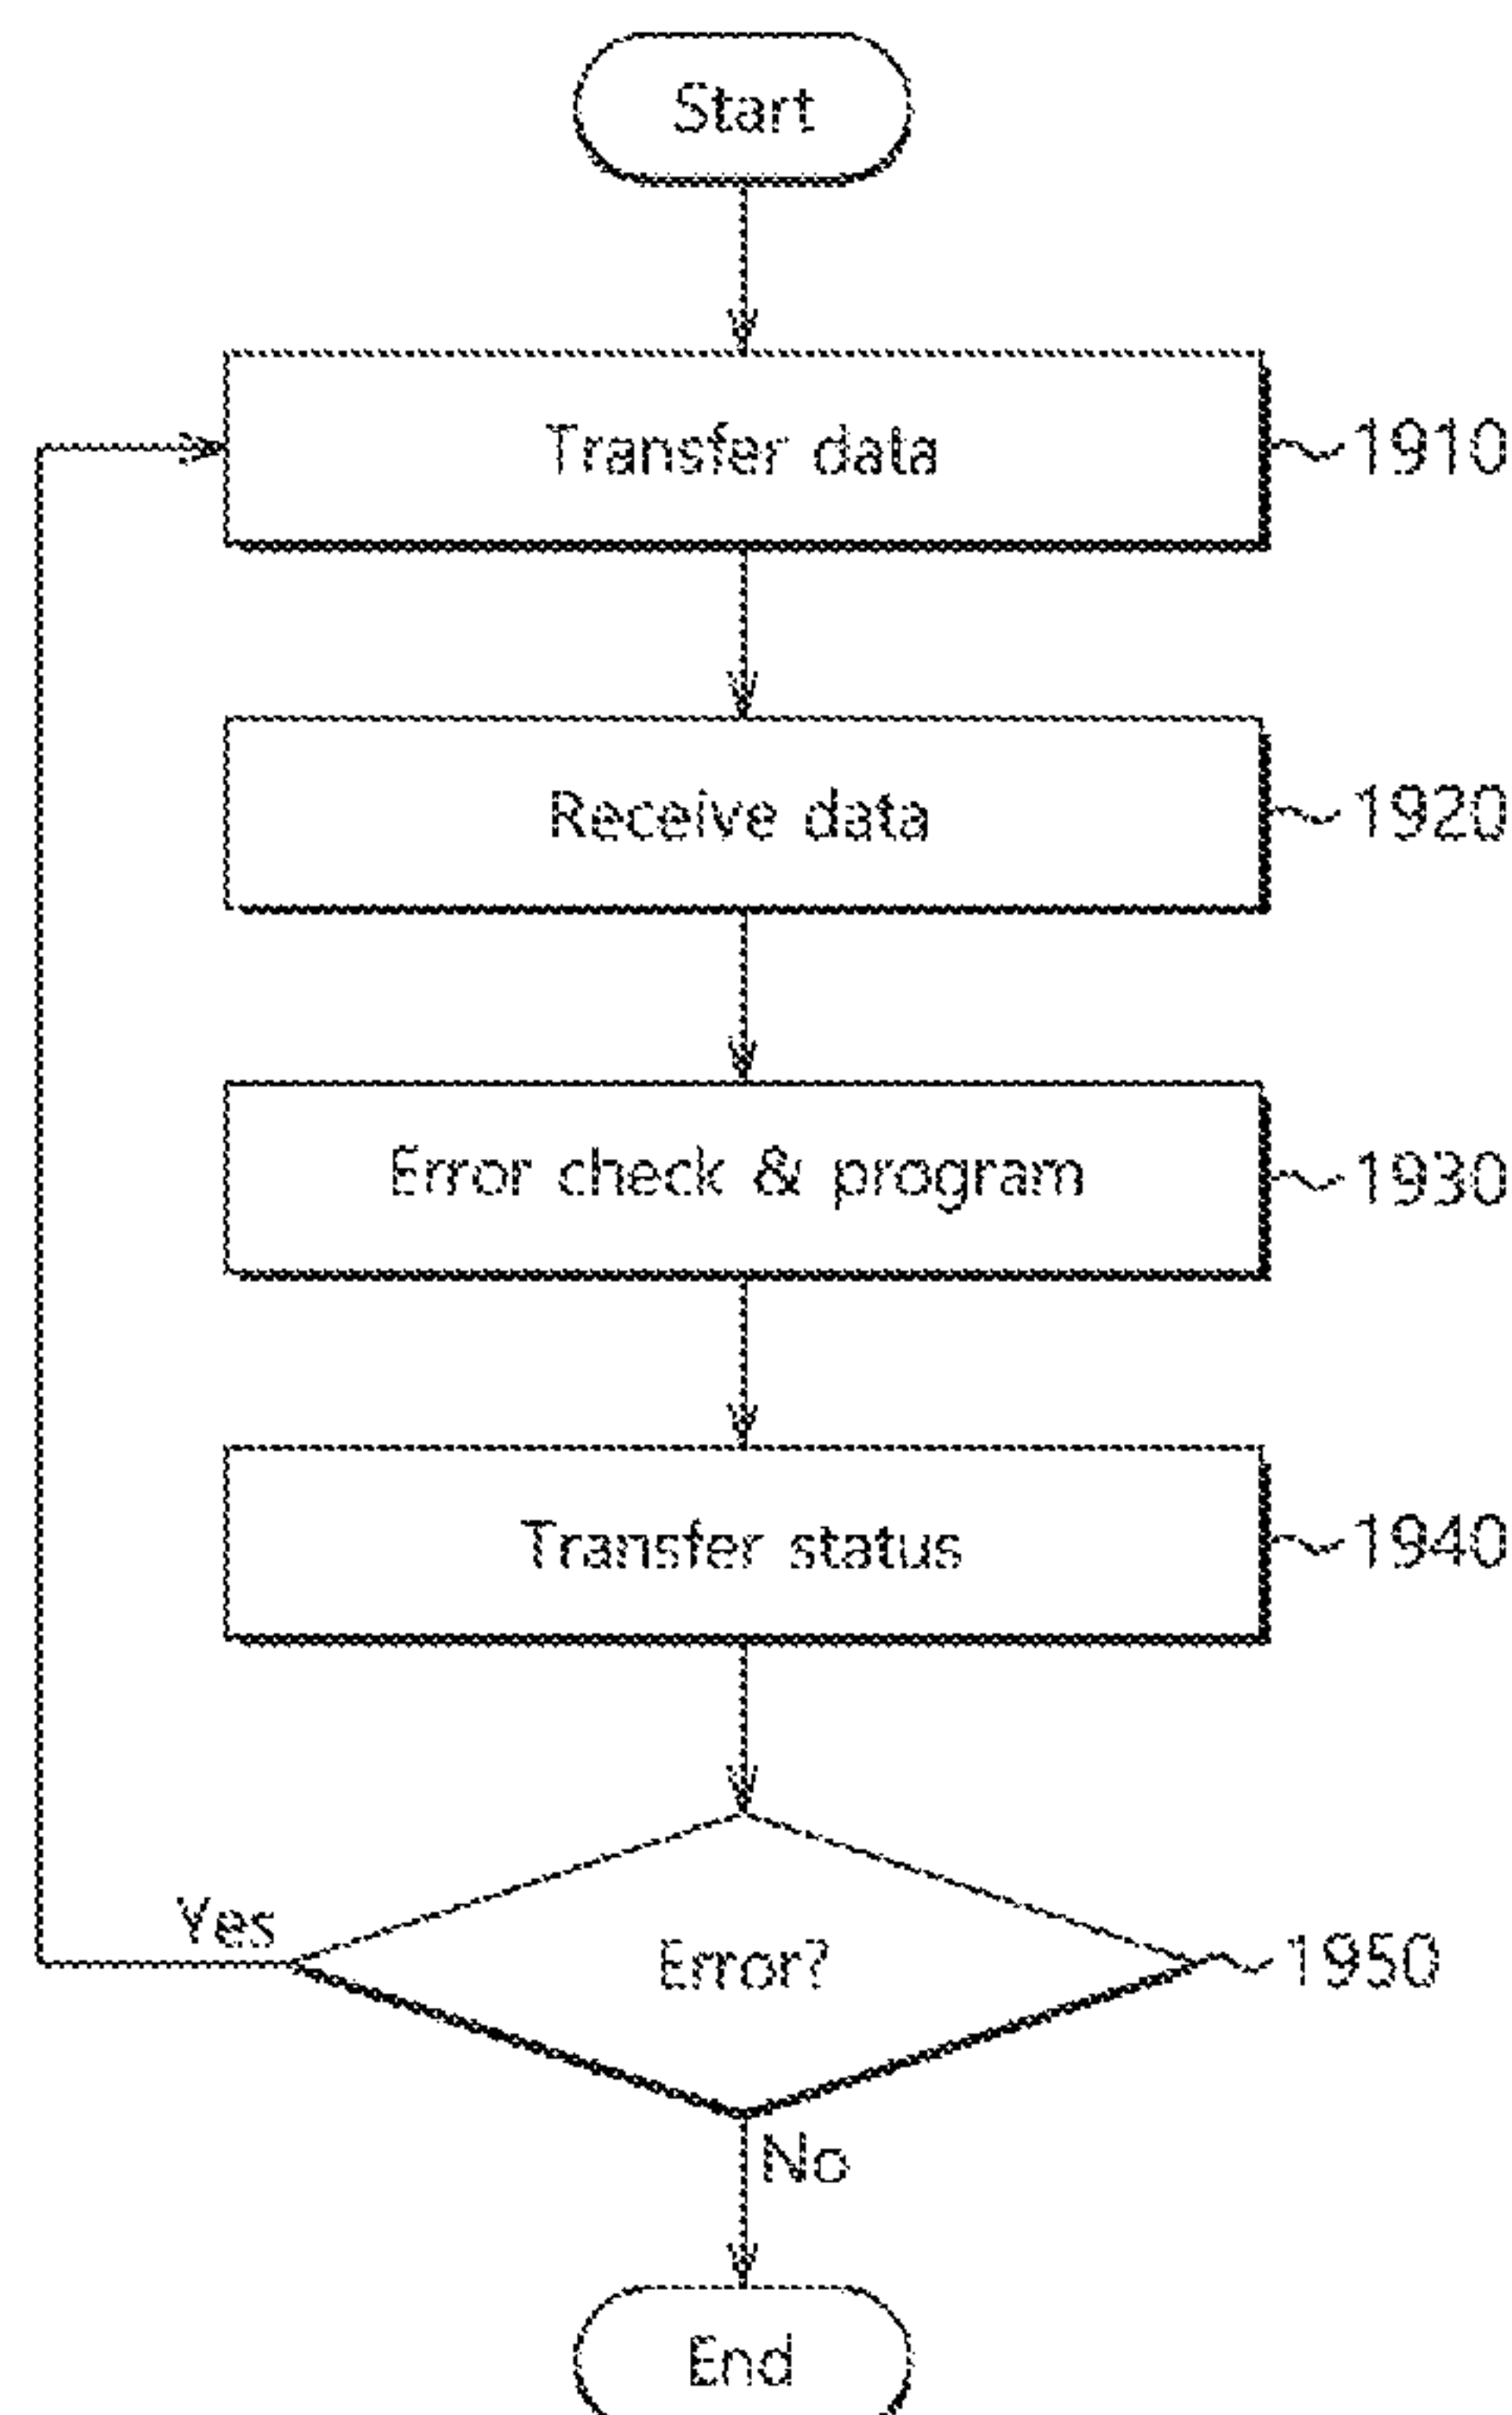 Start
Transfer data
1910
Receive data
1920
Error check & program
1930
Transfer status
1940
Yes
Error?
1950
No
End